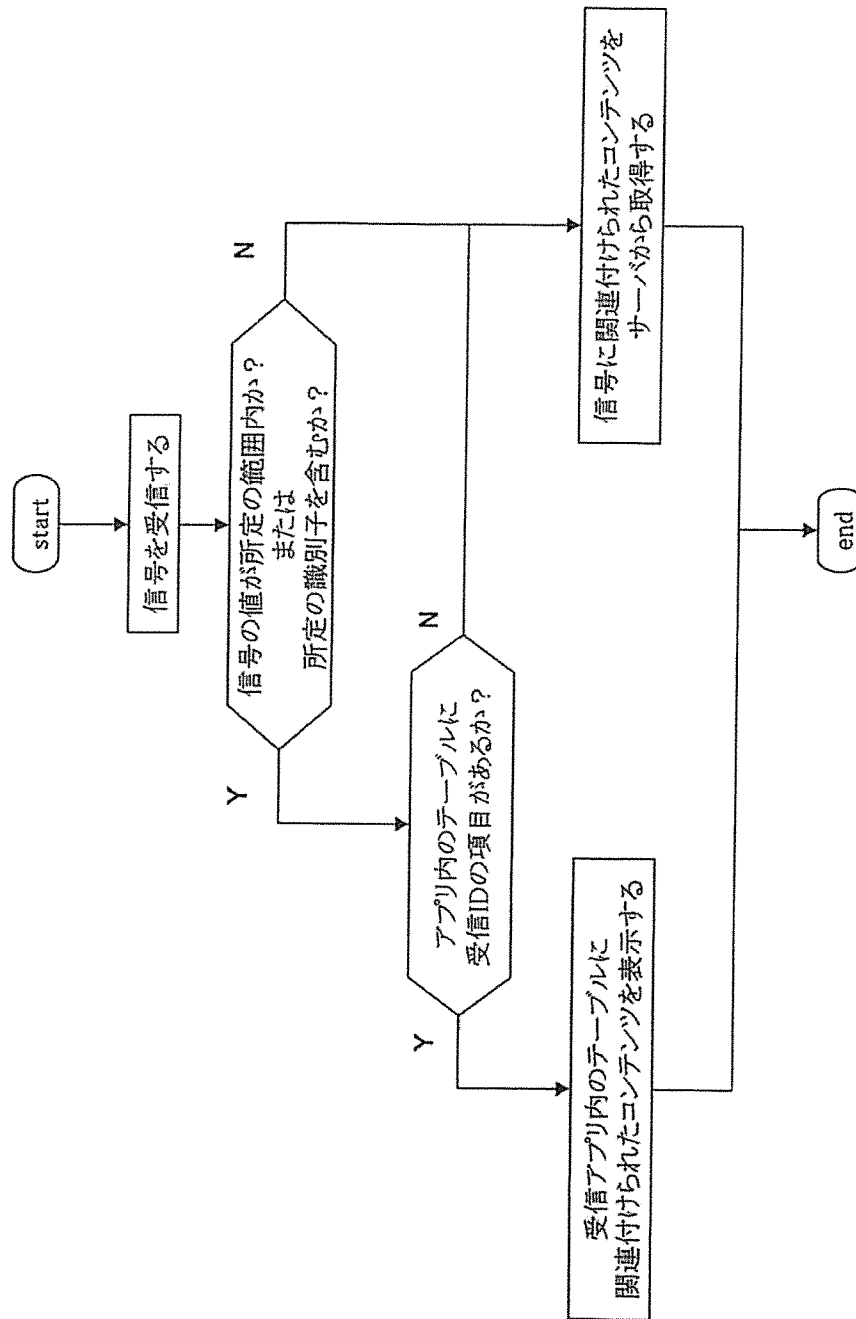 start
信号を受信する
信号の値が所定の範囲内か？
または
所定の識別子を含むか？
Y
N
アプリ内のテーブルに
受信IDの項目があるか？
Y
N
受信アプリ内のテーブルに
関連付けられたコンテンツを表示する
信号に関連付けられたコンテンツを
サーバから取得する
end